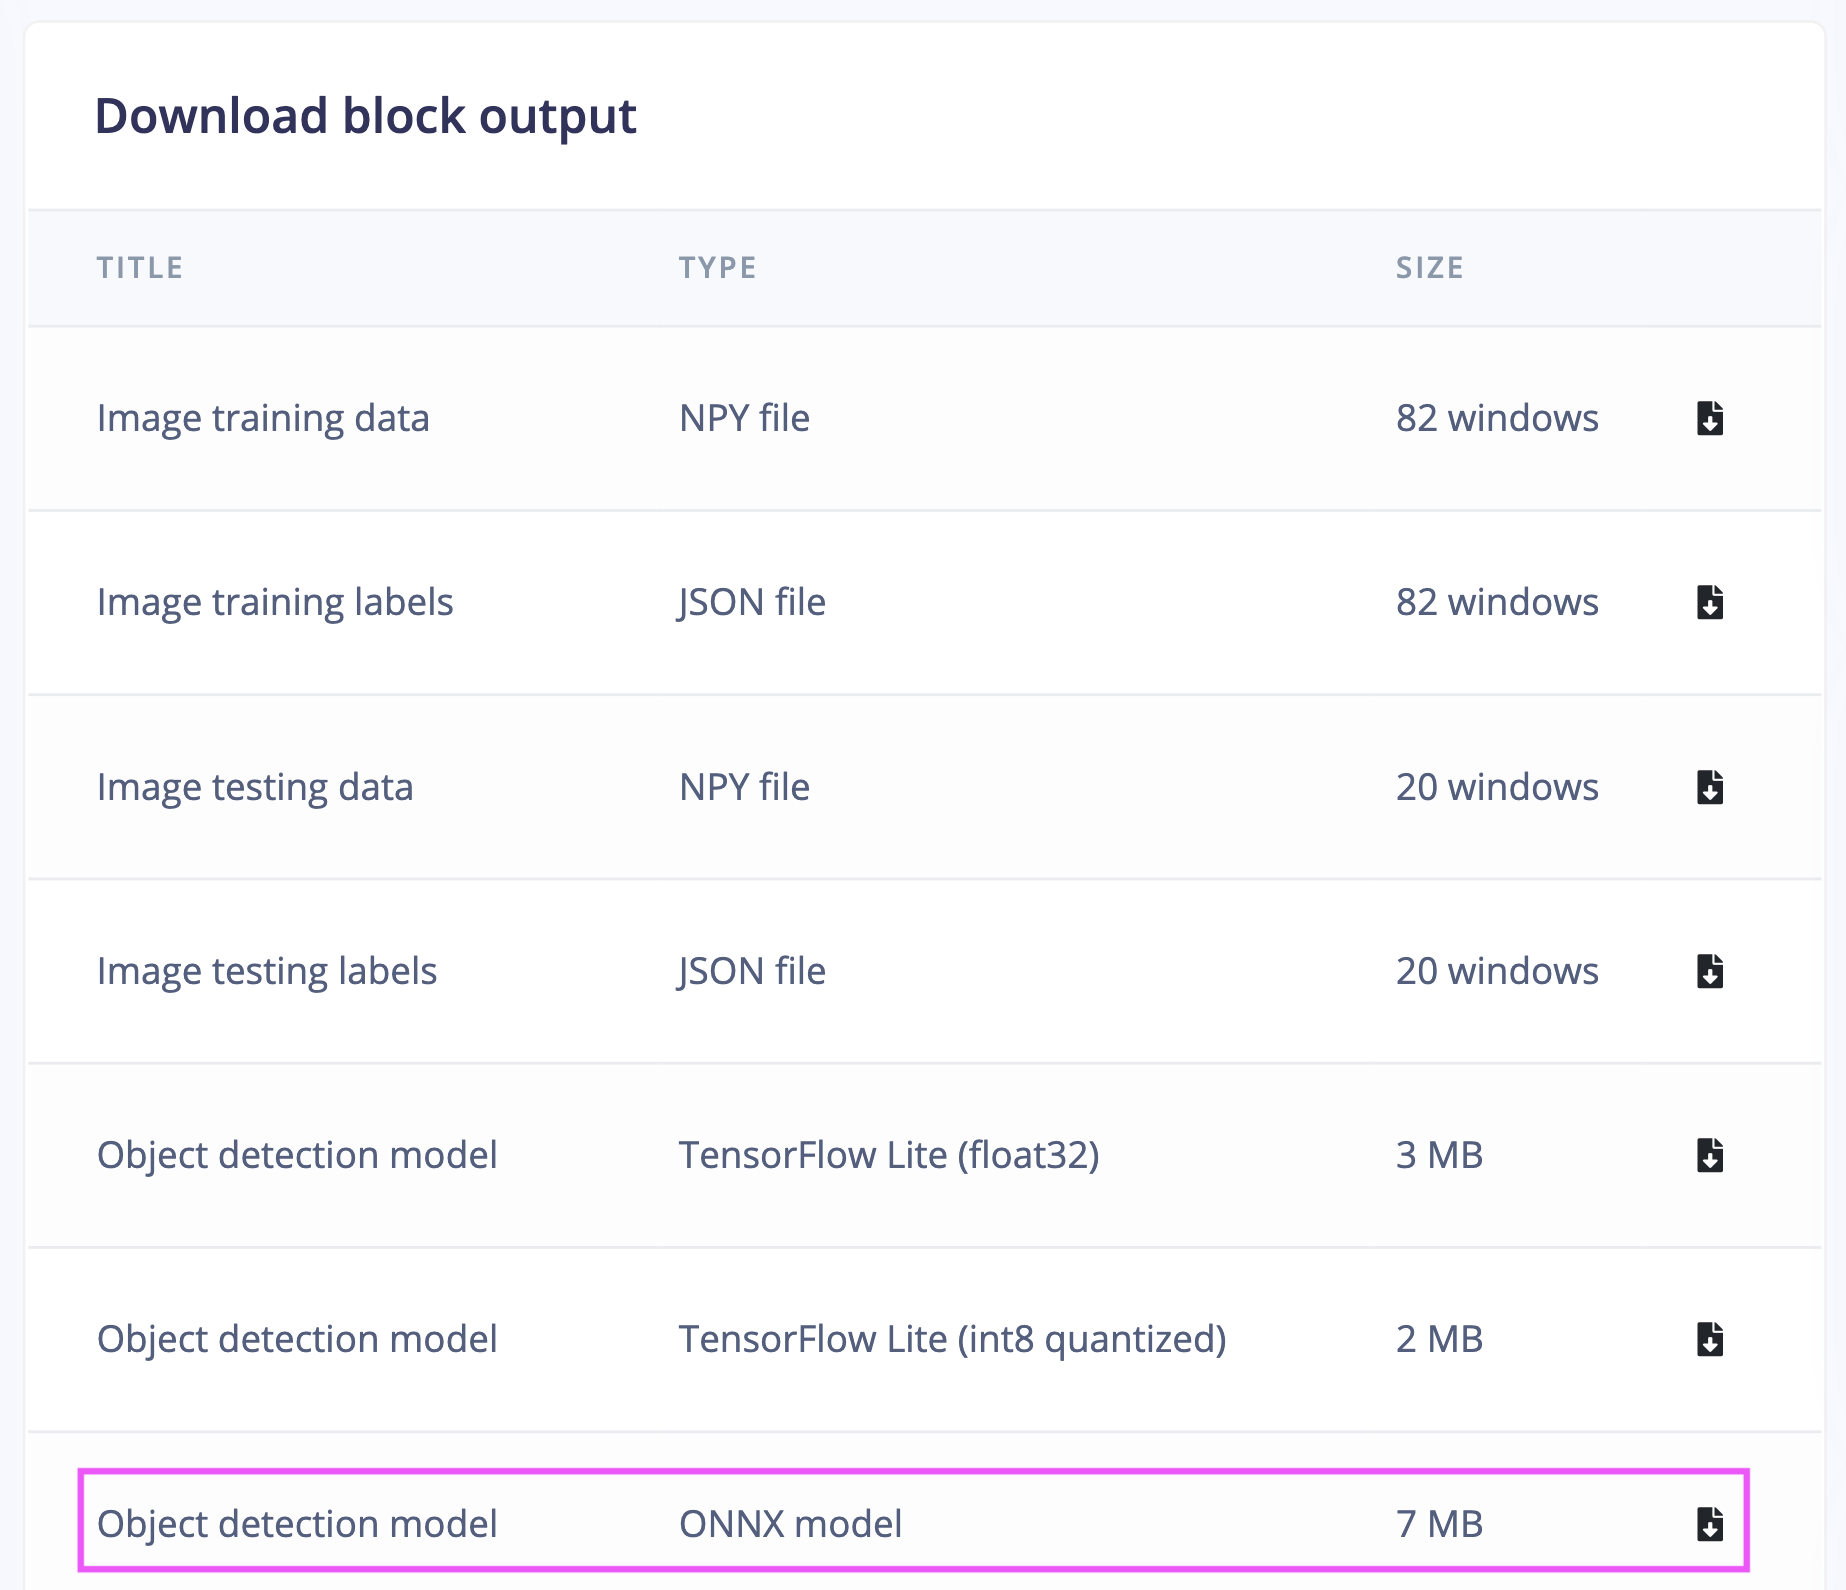 Download block output
TITLE TYPE SIZE
Image training data NPY file 82 windows
Image training labels JSON file 82 windows
Image testing data NPY file 20 windows
Image testing labels JSON file 20 windows
Object detection model TensorFlow Lite (float32) 3 MB
Object detection model TensorFlow Lite (int8 quantized) 2 MB
Object detection model ONNX model 7 MB